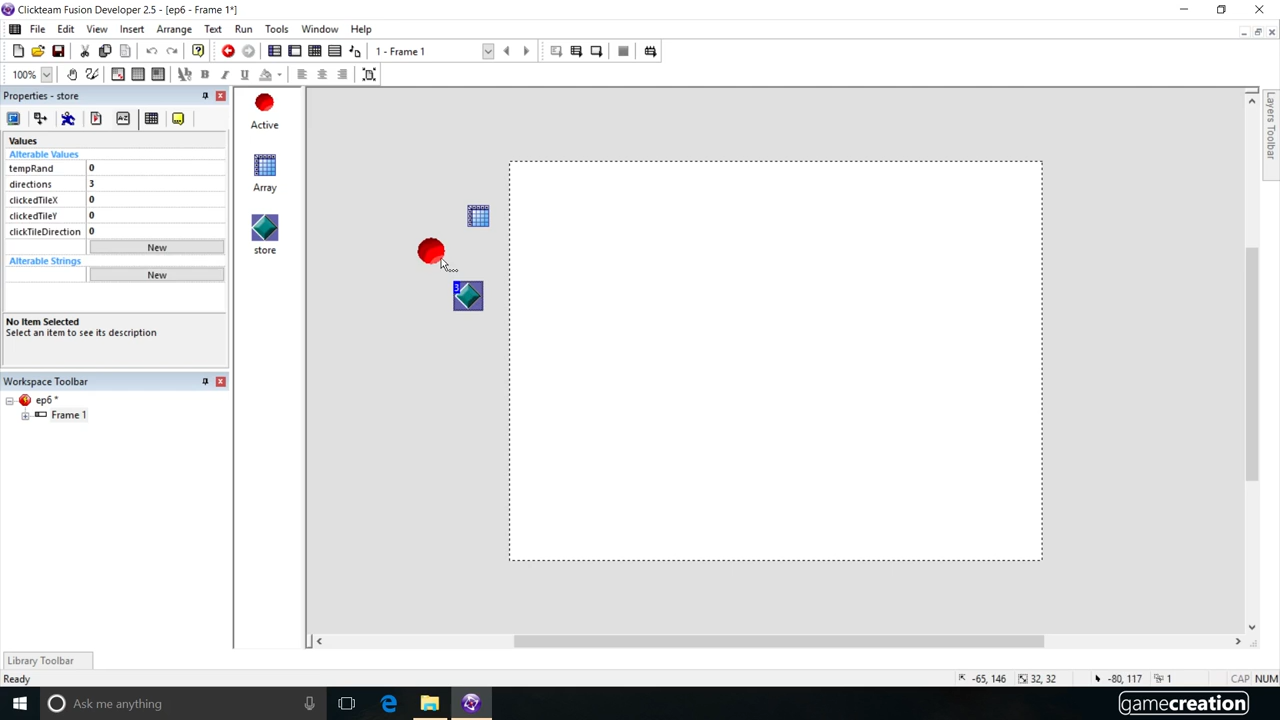 Clickteam Fusion Developer 2.5 - [ep6 - Frame 1*]
File Edit View Insert Arrange Text Run Tools Window Help
1 - Frame 1
100% B I U
Properties - store
Values
Alterable Values
tempRand 0
directions 3
clickedTileX 0
clickedTileY 0
clickTileDirection 0
New
Alterable Strings
New
No Item Selected
Select an item to see its description
Workspace Toolbar
ep6 *
Frame 1
Library Toolbar
Active
Array
store
3
Layers Toolbar
Ready -65, 146 32, 32 -80, 117 1 CAP NUM
Ask me anything
gamecreation